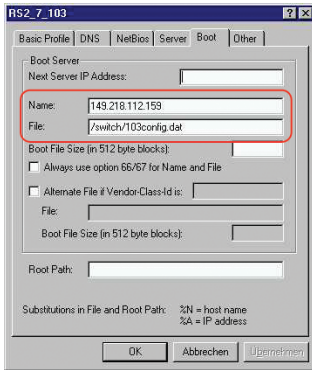 RS2_7_103
Basic Profile DNS NetBios Server Boot Other
Boot Server
Next Server IP Address:
Name: 149.218.112.159
File: /switch/103config.dat
Boot File Size (in 512 byte blocks):
Always use option 66/67 for Name and File
Alternate File if Vendor-Class-Id is:
File:
Boot File Size (in 512 byte blocks):
Root Path:
Substitutions in File and Root Path: %N = host name
%A = IP address
OK Abbrechen Übernehmen